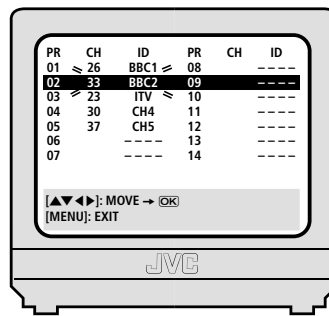 PR CH ID PR CH ID
01 26 BBC1 08 ----
02 33 BBC2 09 ----
03 23 ITV 10 ----
04 30 CH4 11 ----
05 37 CH5 12 ----
06 ---- 13 ----
07 ---- 14 ----
[▲▼◀▶]: MOVE → OK
[MENU]: EXIT
JVC